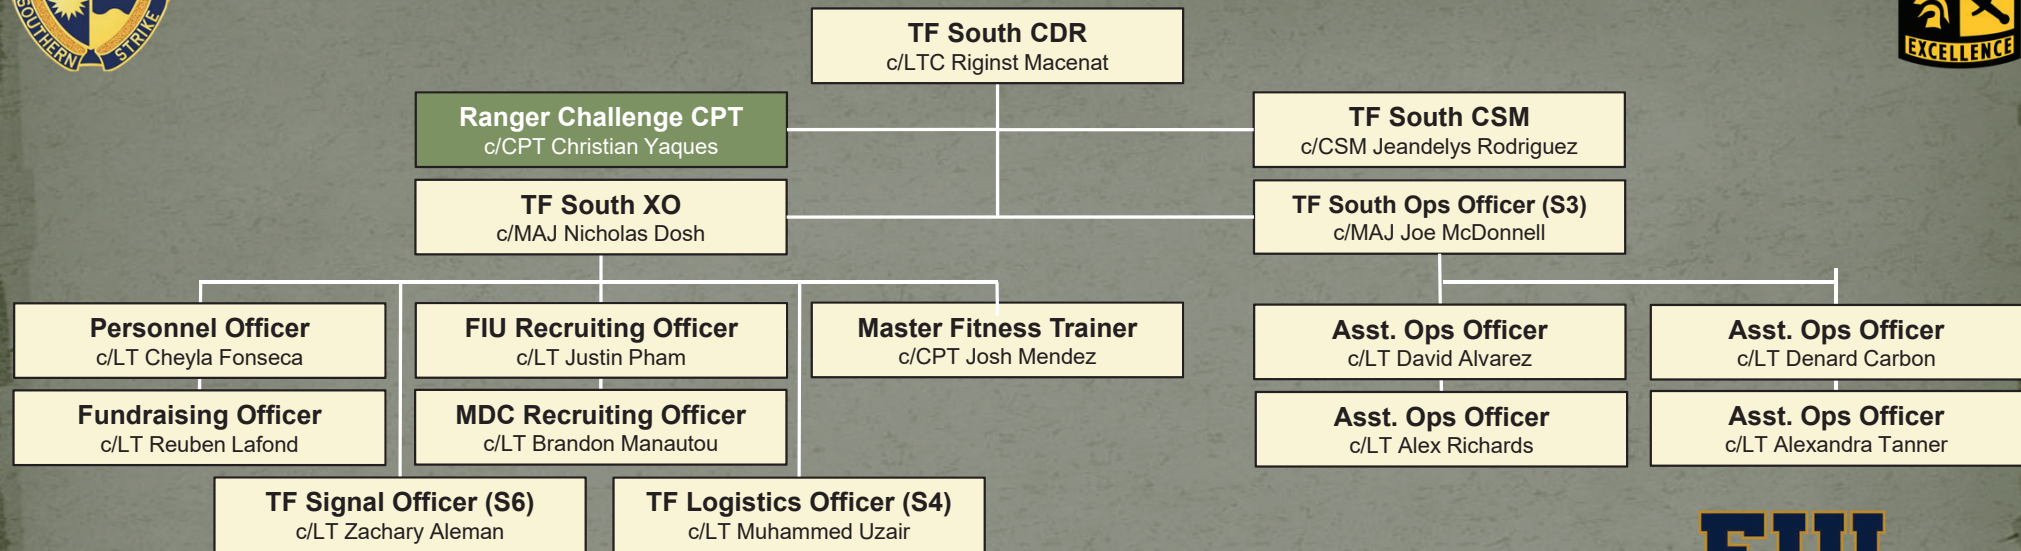 SOUTHERN STRIKE
EXCELLENCE
TF South CDR
c/LTC Riginst Macenat
Ranger Challenge CPT
c/CPT Christian Yaques
TF South CSM
c/CSM Jeandelys Rodriguez
TF South XO
c/MAJ Nicholas Dosh
TF South Ops Officer (S3)
c/MAJ Joe McDonnell
Personnel Officer
c/LT Cheyla Fonseca
FIU Recruiting Officer
c/LT Justin Pham
Master Fitness Trainer
c/CPT Josh Mendez
Asst. Ops Officer
c/LT David Alvarez
Asst. Ops Officer
c/LT Denard Carbon
Fundraising Officer
c/LT Reuben Lafond
MDC Recruiting Officer
c/LT Brandon Manautou
Asst. Ops Officer
c/LT Alex Richards
Asst. Ops Officer
c/LT Alexandra Tanner
TF Signal Officer (S6)
c/LT Zachary Aleman
TF Logistics Officer (S4)
c/LT Muhammed Uzair
FIU